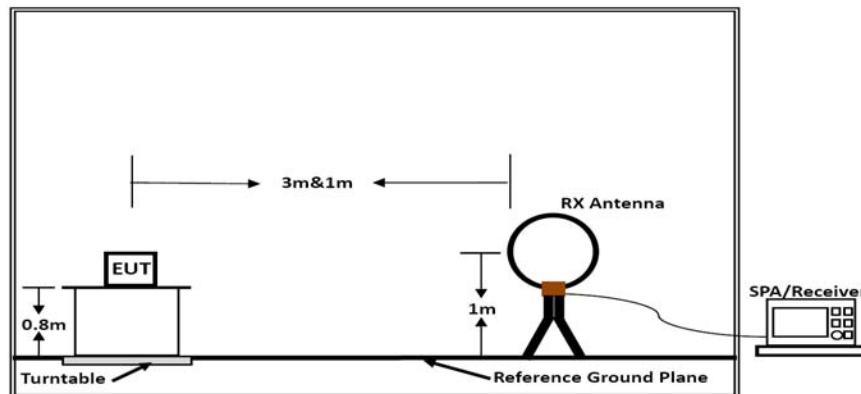 3m&1m
RX Antenna
EUT
SPA/Receiver
0.8m
1m
Turntable
Reference Ground Plane